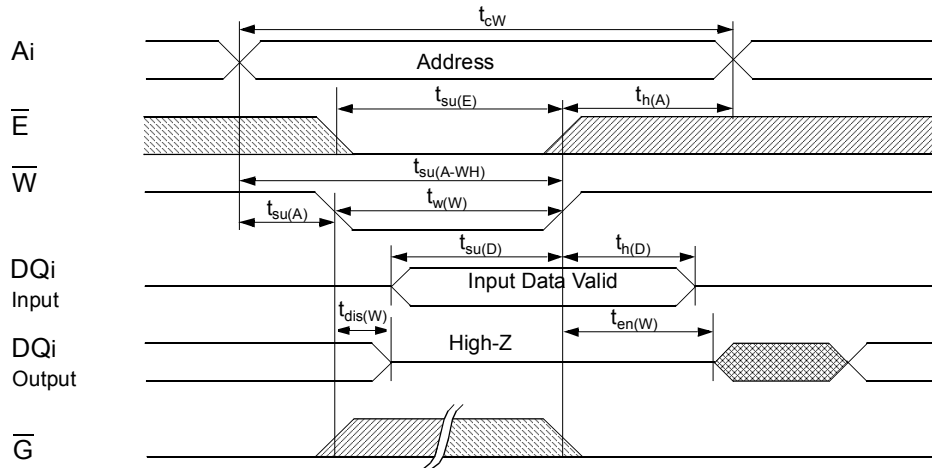 t_cW
Ai
Address
t_su(E)
t_h(A)
E̅
t_su(A-WH)
W̅
t_w(W)
t_su(A)
t_su(D)
t_h(D)
DQi
Input Data Valid
Input
t_dis(W)
t_en(W)
DQi
High-Z
Output
G̅